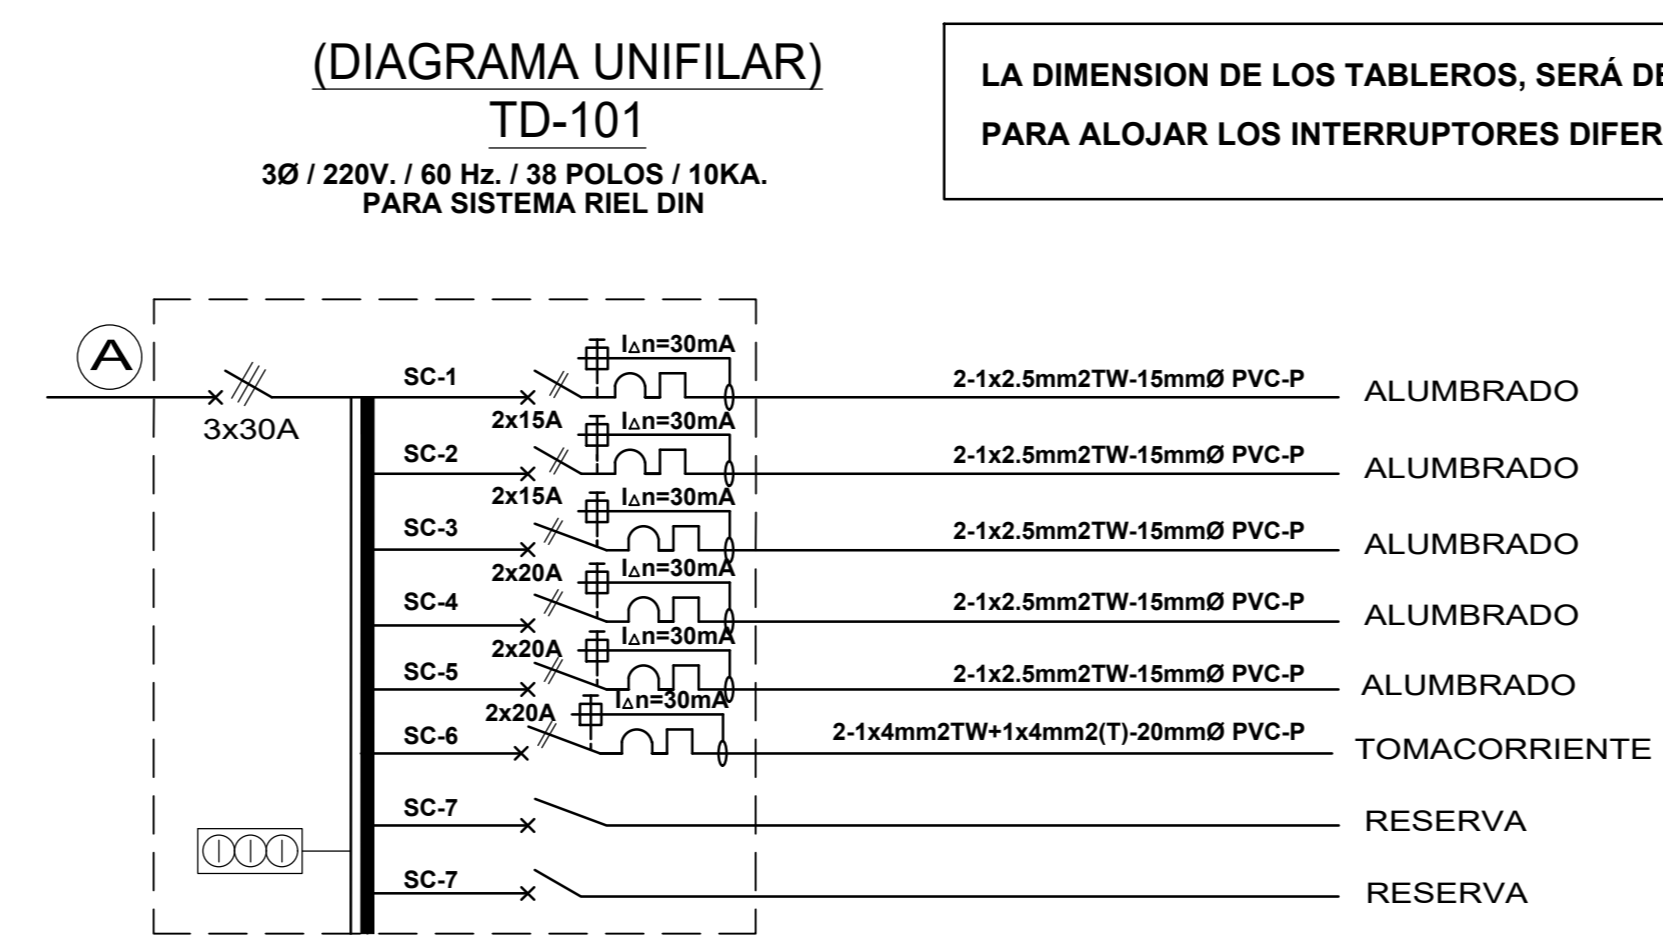 (DIAGRAMA UNIFILAR)
TD-101
3Ø / 220V. / 60 Hz. / 38 POLOS / 10KA.
PARA SISTEMA RIEL DIN
LA DIMENSION DE LOS TABLEROS, SERÁ DE
PARA ALOJAR LOS INTERRUPTORES DIFER
A
3x30A
SC-1
I△n=30mA
2x15A
2-1x2.5mm2TW-15mmØ PVC-P
ALUMBRADO
SC-2
I△n=30mA
2x15A
2-1x2.5mm2TW-15mmØ PVC-P
ALUMBRADO
SC-3
I△n=30mA
2x20A
2-1x2.5mm2TW-15mmØ PVC-P
ALUMBRADO
SC-4
I△n=30mA
2x20A
2-1x2.5mm2TW-15mmØ PVC-P
ALUMBRADO
SC-5
I△n=30mA
2x20A
2-1x2.5mm2TW-15mmØ PVC-P
ALUMBRADO
SC-6
I△n=30mA
2-1x4mm2TW+1x4mm2(T)-20mmØ PVC-P
TOMACORRIENTE
SC-7
RESERVA
SC-7
RESERVA